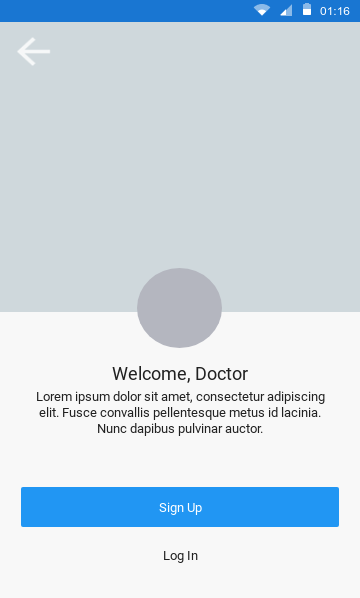 01:16
Welcome, Doctor
Lorem ipsum dolor sit amet, consectetur adipiscing
elit. Fusce convallis pellentesque metus id lacinia.
Nunc dapibus pulvinar auctor.
Sign Up
Log In